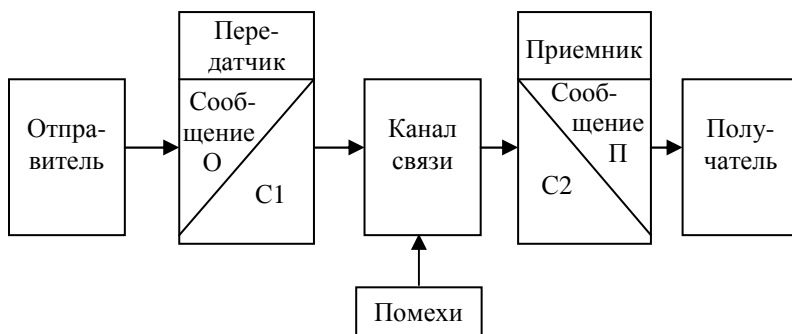 Отпра-
витель
Пере-
датчик
Сооб-
щение
О
С1
Канал
связи
Приемник
Сооб-
щение
П
С2
Полу-
чатель
Помехи